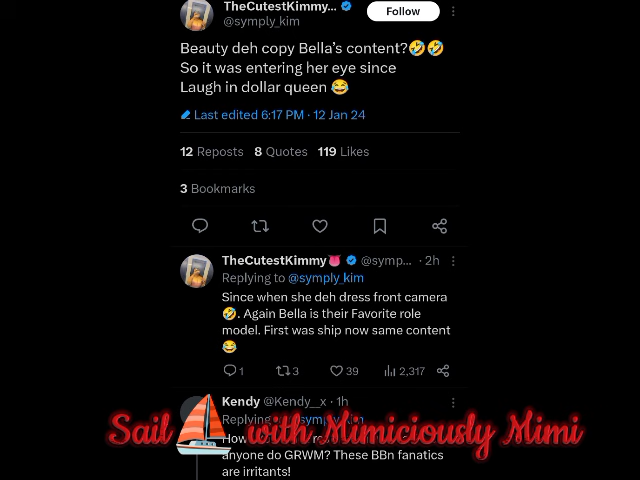 TheCutestKimmy...
Follow
@symply_kim
Beauty deh copy Bella's content?🤣🤣
So it was entering her eye since
Laugh in dollar queen 😂
Last edited 6:17 PM · 12 Jan 24
12 Reposts 8 Quotes 119 Likes
3 Bookmarks
TheCutestKimmy👅 @symp... · 2h
Replying to @symply_kim
Since when she deh dress front camera
🤣. Again Bella is their Favorite role
model. First was ship now same content
😂
1 3 39 2,317
Kendy @Kendy__x · 1h
Replying
Sail with Mimiciously Mimi
How
anyone do GRWM? These BBn fanatics
are irritants!